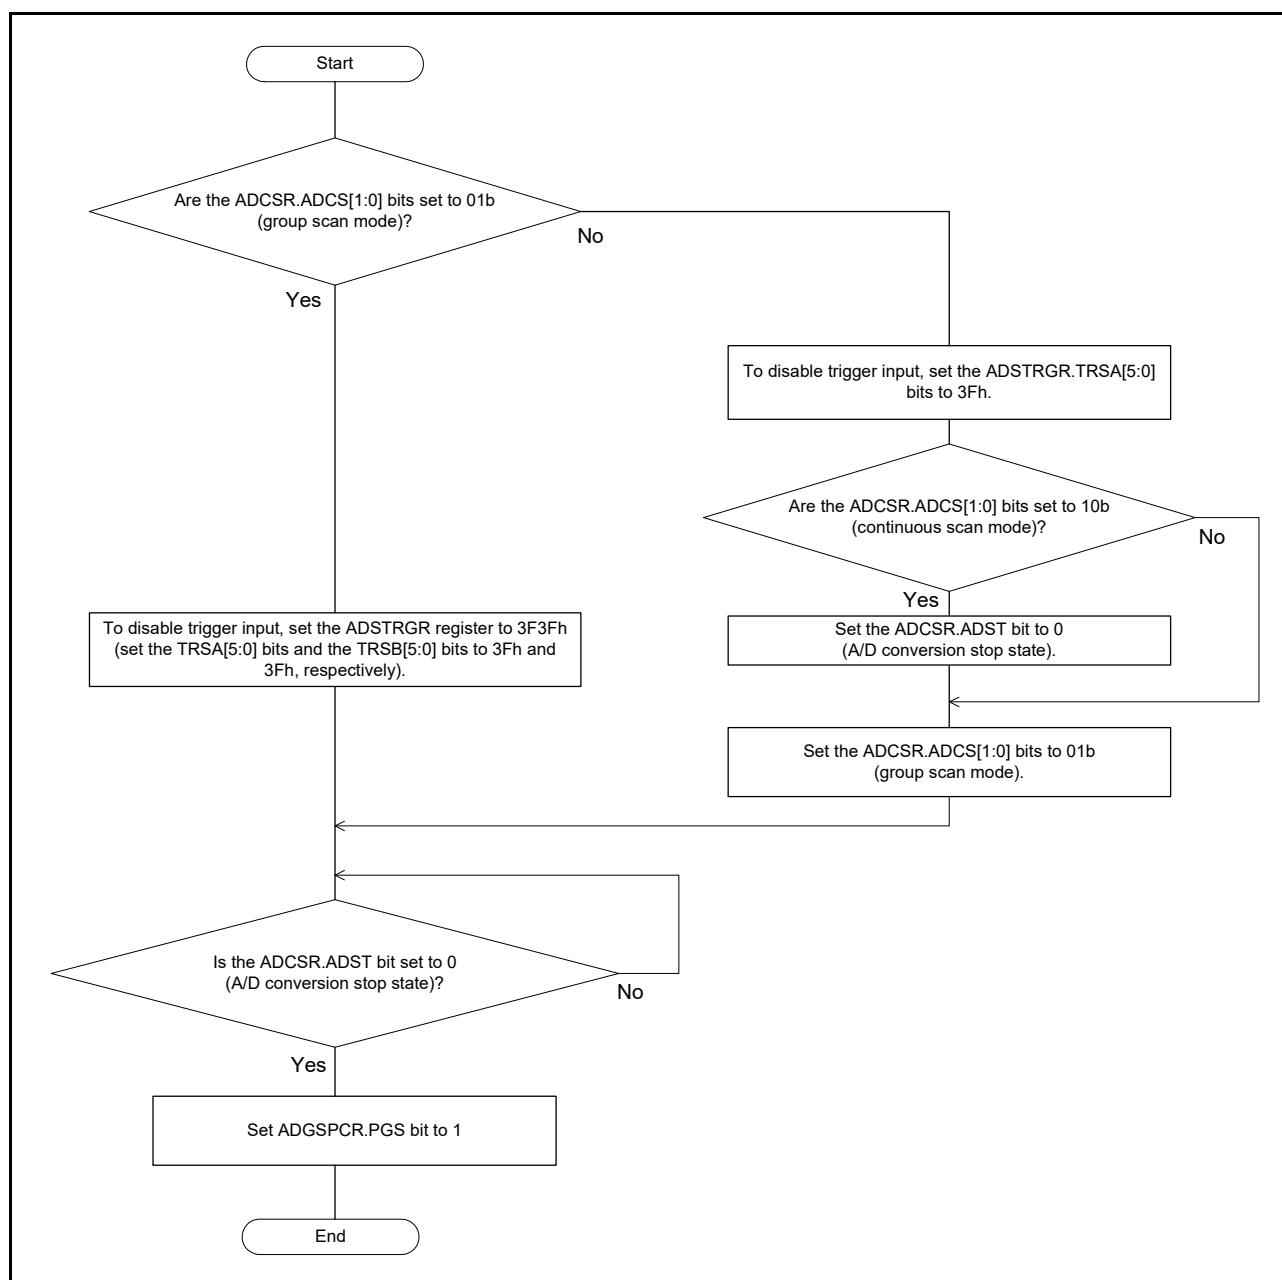 Start
Are the ADCSR.ADCS[1:0] bits set to 01b
(group scan mode)?
No
Yes
To disable trigger input, set the ADSTRGR.TRSA[5:0]
bits to 3Fh.
Are the ADCSR.ADCS[1:0] bits set to 10b
(continuous scan mode)?
No
Yes
To disable trigger input, set the ADSTRGR register to 3F3Fh
(set the TRSA[5:0] bits and the TRSB[5:0] bits to 3Fh and
3Fh, respectively).
Set the ADCSR.ADST bit to 0
(A/D conversion stop state).
Set the ADCSR.ADCS[1:0] bits to 01b
(group scan mode).
Is the ADCSR.ADST bit set to 0
(A/D conversion stop state)?
No
Yes
Set ADGSPCR.PGS bit to 1
End